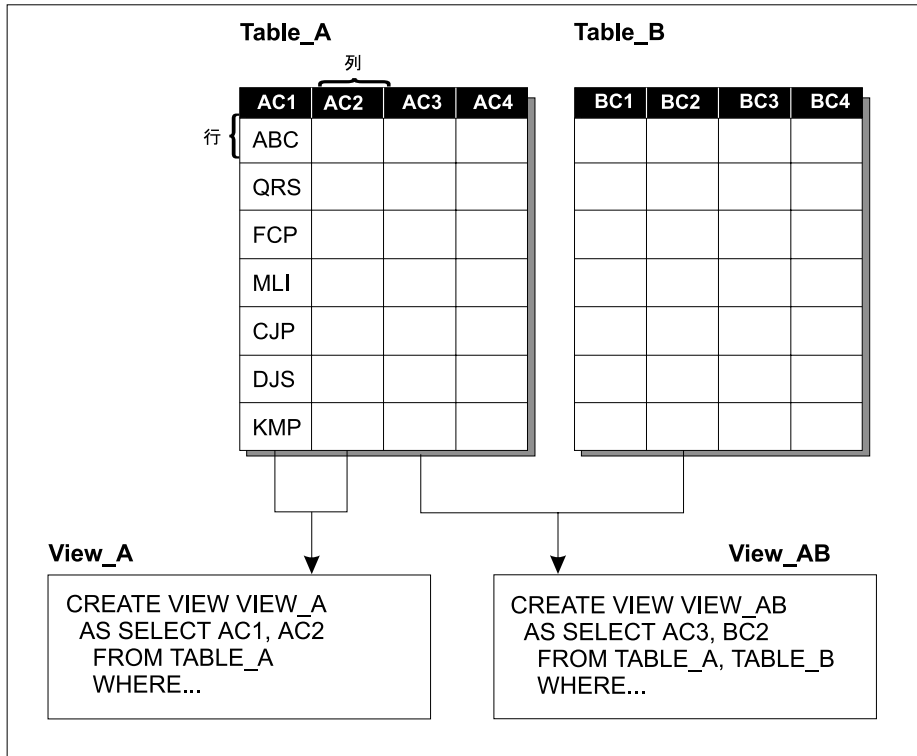 Table_A
Table_B
列
AC1 AC2 AC3 AC4
BC1 BC2 BC3 BC4
行
ABC
QRS
FCP
MLI
CJP
DJS
KMP
View_A
CREATE VIEW VIEW_A
AS SELECT AC1, AC2
FROM TABLE_A
WHERE...
View_AB
CREATE VIEW VIEW_AB
AS SELECT AC3, BC2
FROM TABLE_A, TABLE_B
WHERE...